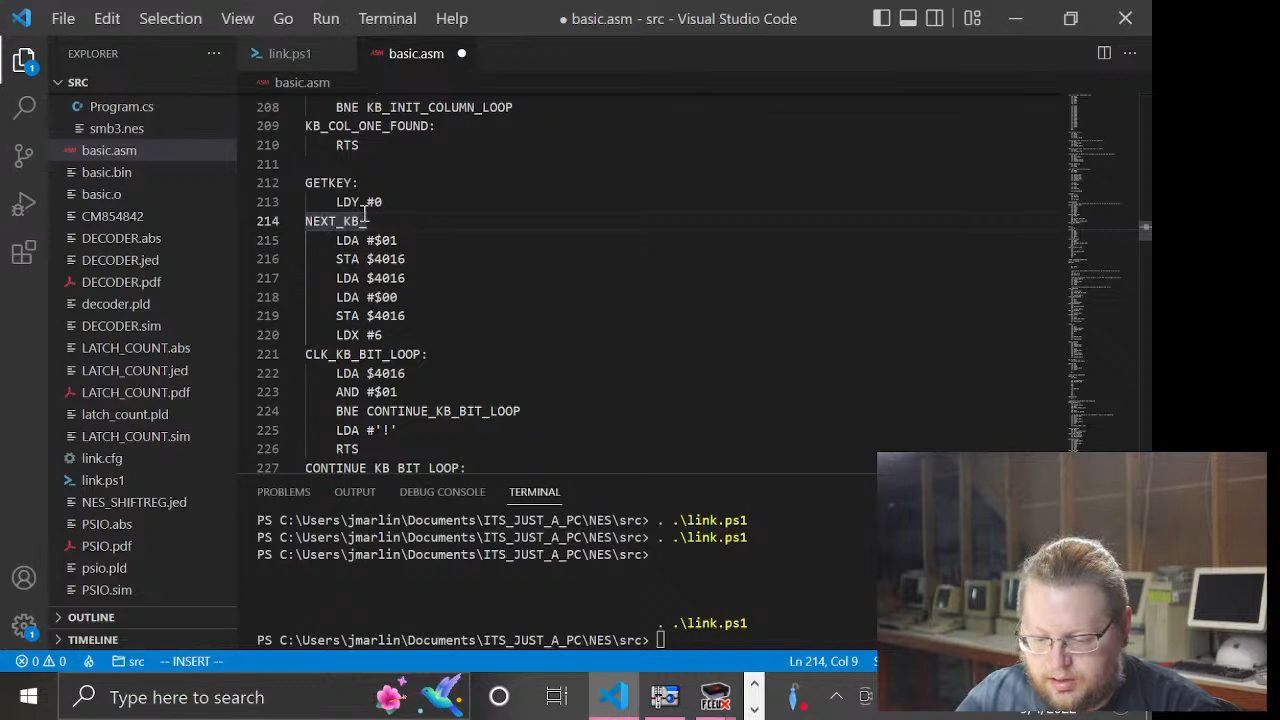 File Edit Selection View Go Run Terminal Help
● basic.asm - src - Visual Studio Code
EXPLORER ...
link.ps1
ASM basic.asm ●
SRC
ASM basic.asm
Program.cs
smb3.nes
ASM basic.asm
basic.bin
basic.o
CM854842
DECODER.abs
DECODER.jed
decoder.pdf
decoder.pld
DECODER.sim
LATCH_COUNT.abs
LATCH_COUNT.jed
LATCH_COUNT.pdf
latch_count.pld
LATCH_COUNT.sim
link.cfg
link.ps1
NES_SHIFTREG.jed
PSIO.abs
PSIO.pdf
psio.pld
PSIO.sim
OUTLINE
TIMELINE
208 BNE KB_INIT_COLUMN_LOOP
209 KB_COL_ONE_FOUND:
210 RTS
211
212 GETKEY:
213 LDY #0
214 NEXT_KB_
215 LDA #$01
216 STA $4016
217 LDA $4016
218 LDA #$00
219 STA $4016
220 LDX #C
221 CLK_KB_BIT_LOOP:
222 LDA $4016
223 AND #$01
224 BNE CONTINUE_KB_BIT_LOOP
225 LDA #'!'
226 RTS
227 CONTINUE_KB_BIT_LOOP:
PROBLEMS OUTPUT DEBUG CONSOLE TERMINAL
PS C:\Users\jmarlin\Documents\ITS_JUST_A_PC\NES\src> . .\link.ps1
PS C:\Users\jmarlin\Documents\ITS_JUST_A_PC\NES\src> . .\link.ps1
PS C:\Users\jmarlin\Documents\ITS_JUST_A_PC\NES\src>
. .\link.ps1
PS C:\Users\jmarlin\Documents\ITS_JUST_A_PC\NES\src>
0 0 src -- INSERT -- Ln 214, Col 9
Type here to search